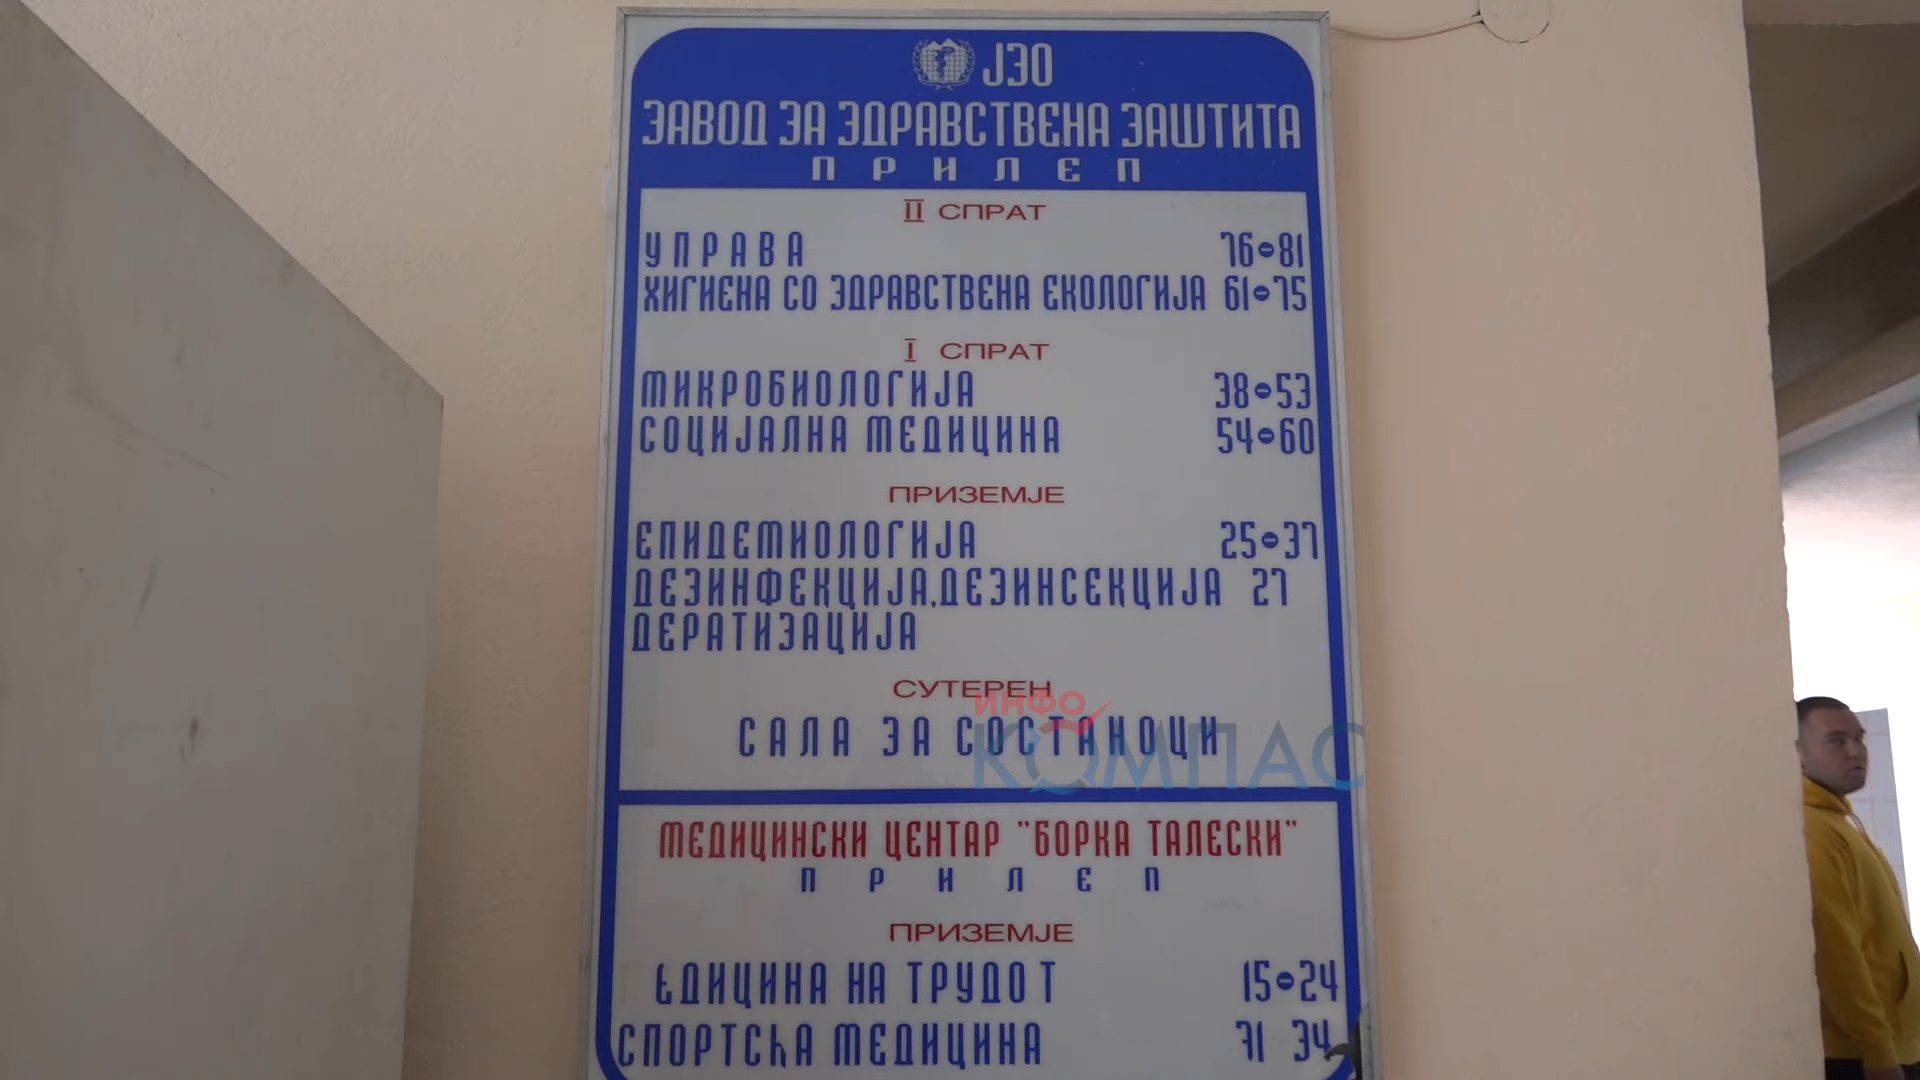 ЈЗО
ЗАВОД ЗА ЗДРАВСТВЕНА ЗАШТИТА
ПРИЛЕП
II СПРАТ
УПРАВА 76-81
ХИГИЕНА СО ЗДРАВСТВЕНА ЕКОЛОГИЈА 61-75
I СПРАТ
МИКРОБИОЛОГИЈА 38-53
СОЦИЈАЛНА МЕДИЦИНА 54-60
ПРИЗЕМЈЕ
ЕПИДЕМИОЛОГИЈА 25-37
ДЕЗИНФЕКЦИЈА,ДЕЗИНСЕКЦИЈА 27
ДЕРАТИЗАЦИЈА
СУТЕРЕН
САЛА ЗА СОСТАНОЦИ
ИНФО
КОМПАС
МЕДИЦИНСКИ ЦЕНТАР "БОРКА ТАЛЕСКИ"
ПРИЛЕП
ПРИЗЕМЈЕ
ЕДИЦИНА НА ТРУДОТ 15-24
СПОРТСКА МЕДИЦИНА 34